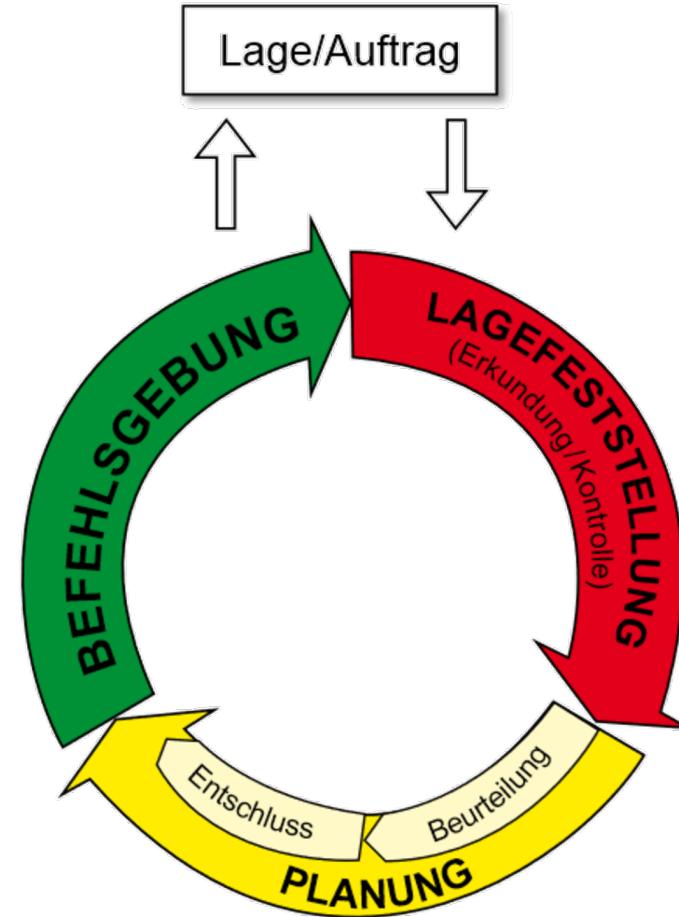 Lage/Auftrag
LAGEFESTSTELLUNG
(Erkundung/Kontrolle)
Beurteilung
Entschluss
PLANUNG
BEFEHLSGEBUNG